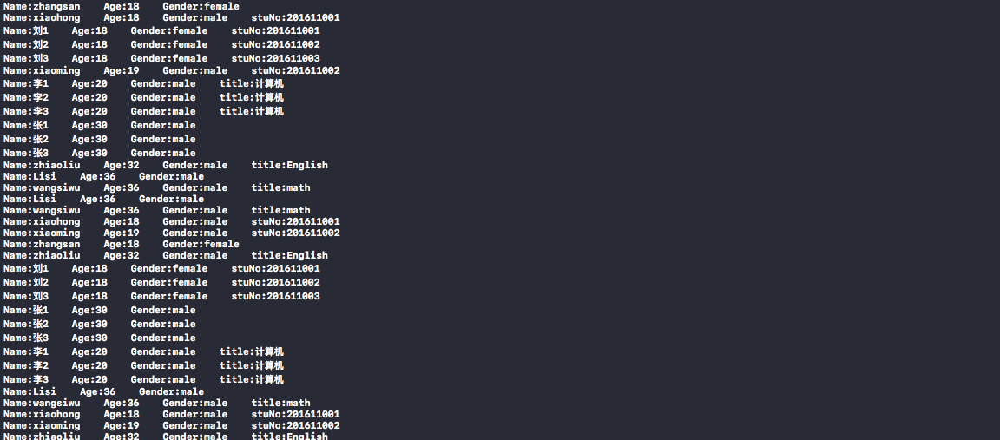 Name:zhangsan    Age:18    Gender:female
Name:xiaohong    Age:18    Gender:male    stuNo:201611001
Name:刘1    Age:18    Gender:female    stuNo:201611001
Name:刘2    Age:18    Gender:female    stuNo:201611002
Name:刘3    Age:18    Gender:female    stuNo:201611003
Name:xiaoming    Age:19    Gender:male    stuNo:201611002
Name:李1    Age:20    Gender:male    title:计算机
Name:李2    Age:20    Gender:male    title:计算机
Name:李3    Age:20    Gender:male    title:计算机
Name:张1    Age:30    Gender:male
Name:张2    Age:30    Gender:male
Name:张3    Age:30    Gender:male
Name:zhiaoliu    Age:32    Gender:male    title:English
Name:Lisi    Age:36    Gender:male
Name:wangsiwu    Age:36    Gender:male    title:math
Name:Lisi    Age:36    Gender:male
Name:wangsiwu    Age:36    Gender:male    title:math
Name:xiaohong    Age:18    Gender:male    stuNo:201611001
Name:xiaoming    Age:19    Gender:male    stuNo:201611002
Name:zhangsan    Age:18    Gender:female
Name:zhiaoliu    Age:32    Gender:male    title:English
Name:刘1    Age:18    Gender:female    stuNo:201611001
Name:刘2    Age:18    Gender:female    stuNo:201611002
Name:刘3    Age:18    Gender:female    stuNo:201611003
Name:张1    Age:30    Gender:male
Name:张2    Age:30    Gender:male
Name:张3    Age:30    Gender:male
Name:李1    Age:20    Gender:male    title:计算机
Name:李2    Age:20    Gender:male    title:计算机
Name:李3    Age:20    Gender:male    title:计算机
Name:Lisi    Age:36    Gender:male
Name:wangsiwu    Age:36    Gender:male    title:math
Name:xiaohong    Age:18    Gender:male    stuNo:201611001
Name:xiaoming    Age:19    Gender:male    stuNo:201611002
Name:zhiaoliu    Age:32    Gender:male    title:English